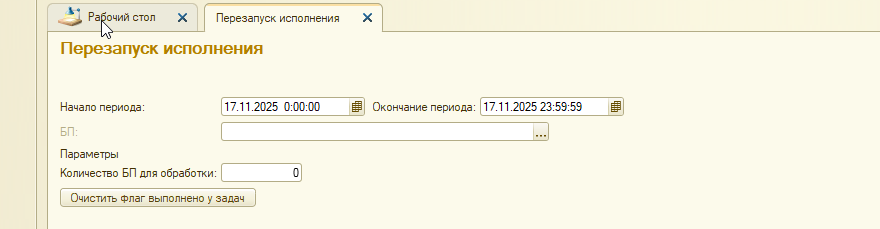 Рабочий стол Перезапуск исполнения
Перезапуск исполнения
Начало периода: 17.11.2025 0:00:00 Окончание периода: 17.11.2025 23:59:59
БП: ...
Параметры
Количество БП для обработки: 0
Очистить флаг выполнено у задач